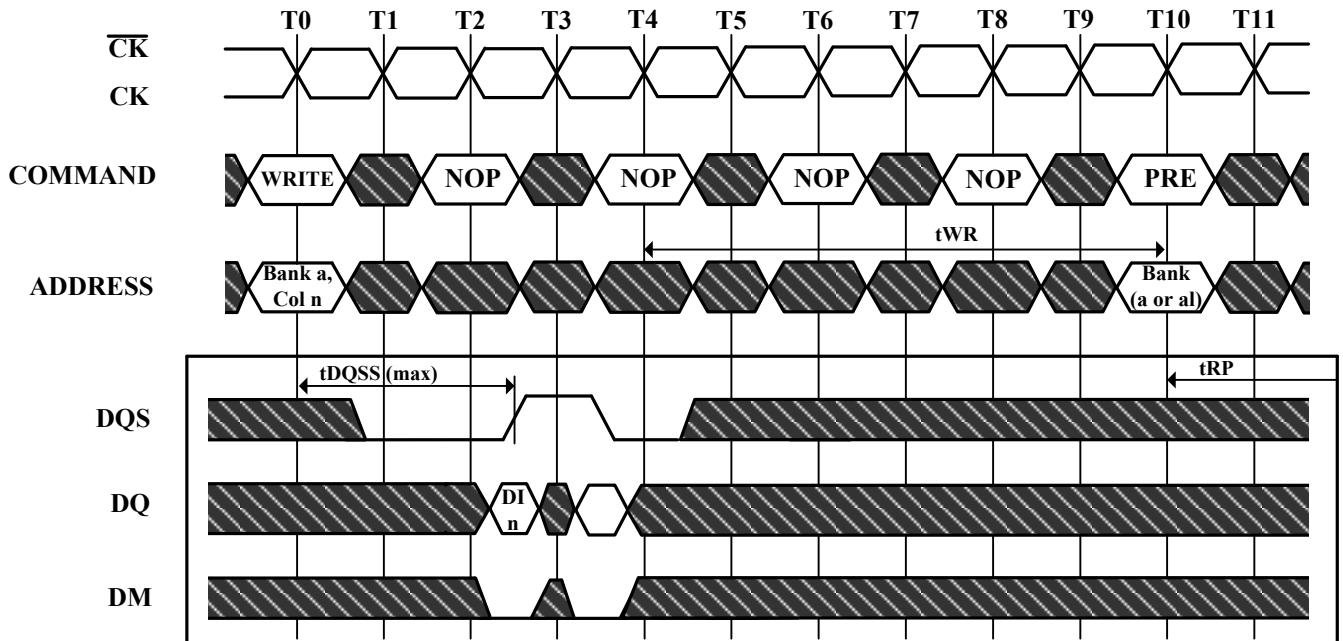 T0 T1 T2 T3 T4 T5 T6 T7 T8 T9 T10 T11
CK
CK
COMMAND WRITE NOP NOP NOP NOP PRE
tWR
ADDRESS Bank a, Col n Bank (a or al)
tDQSS (max) tRP
DQS
DQ DI n
DM